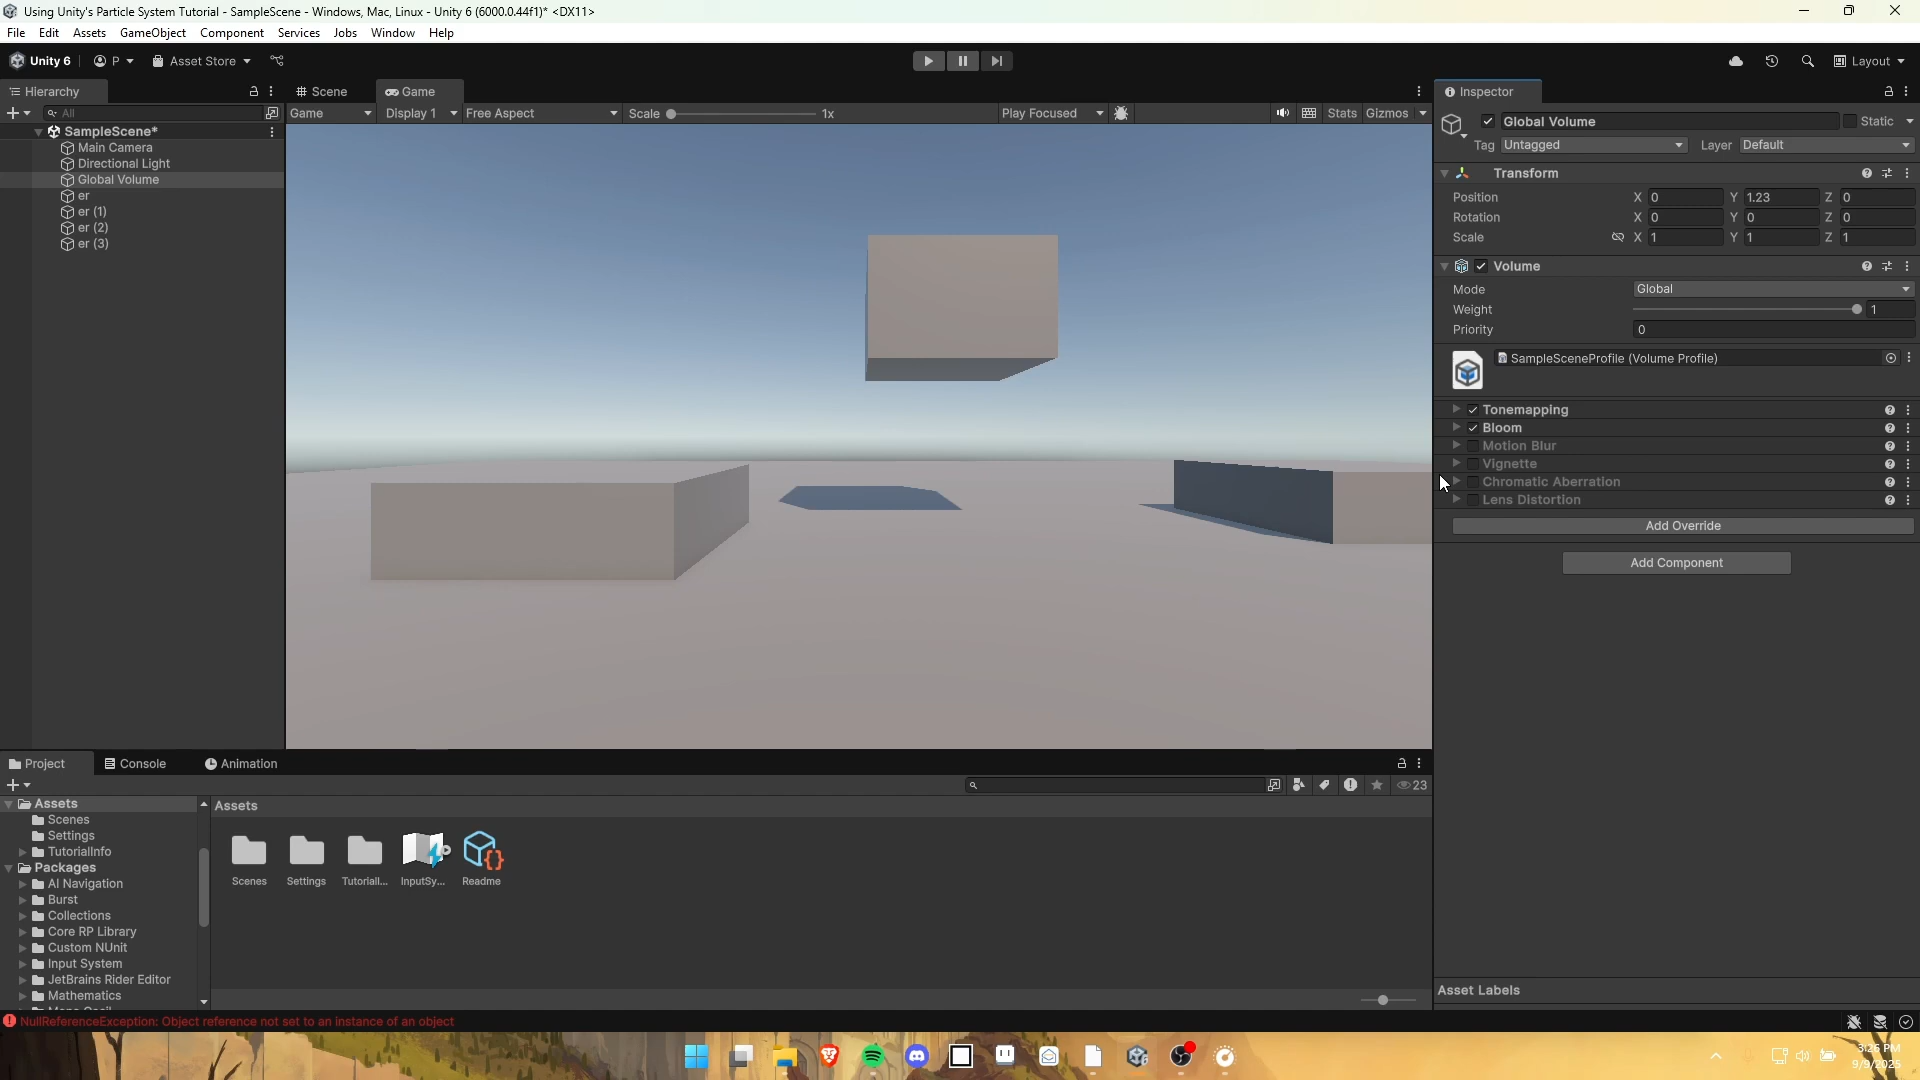 Using Unity's Particle System Tutorial - SampleScene - Windows, Mac, Linux - Unity 6 (6000.0.44f1)* <DX11>
File Edit Assets GameObject Component Services Jobs Window Help
Unity 6 P Asset Store Layout
Hierarchy Scene Game Inspector
All Game Display 1 Free Aspect Scale 1x Play Focused Stats Gizmos
Global Volume Static
Tag Untagged Layer Default
SampleScene*
Main Camera
Directional Light
Global Volume
er
er (1)
er (2)
er (3)
Transform
Position X 0 Y 1.23 Z 0
Rotation X 0 Y 0 Z 0
Scale X 1 Y 1 Z 1
Volume
Mode Global
Weight 1
Priority 0
SampleSceneProfile (Volume Profile)
Tonemapping
Bloom
Motion Blur
Vignette
Chromatic Aberration
Lens Distortion
Add Override
Add Component
Project Console Animation
23
Assets
Scenes
Settings
TutorialInfo
Packages
AI Navigation
Burst
Collections
Core RP Library
Custom NUnit
Input System
JetBrains Rider Editor
Mathematics
Assets
Scenes Settings Tutoriall... InputSy... Readme
Asset Labels
NullReferenceException: Object reference not set to an instance of an object
3:26 PM
9/9/2025